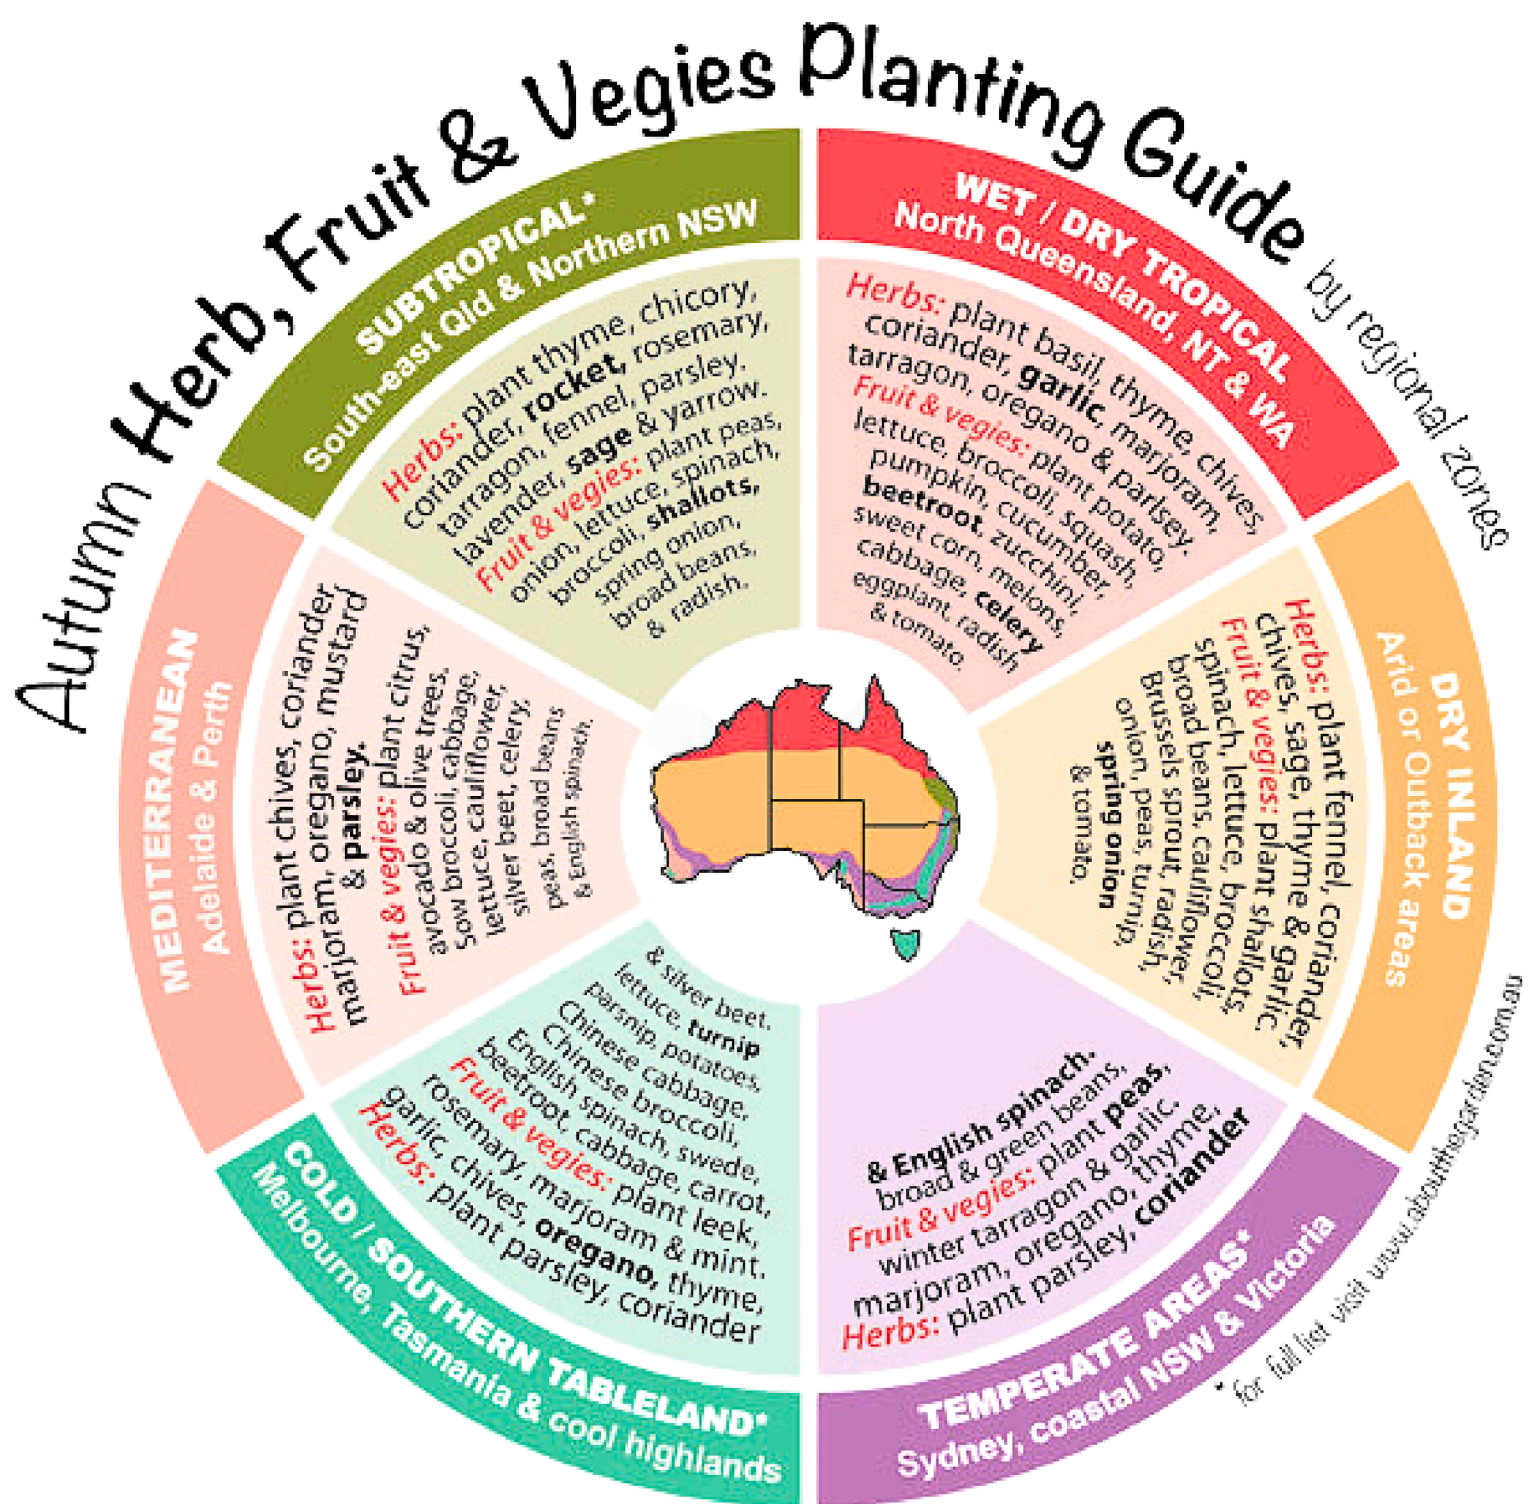 Autumn Herb, Fruit & Vegies Planting Guide
by regional zones
SUBTROPICAL*
South-east Qld & Northern NSW
Herbs: plant thyme, chicory,
coriander, rocket, rosemary,
tarragon, fennel, parsley.
lavender, sage & yarrow.
Fruit & vegies: plant peas,
onion, lettuce, spinach,
broccoli, shallots,
spring onion,
broad beans,
& radish.
WET / DRY TROPICAL
North Queensland, NT & WA
Herbs: plant basil, thyme, chives,
coriander, garlic, marjoram,
tarragon, oregano & parlsey.
Fruit & vegies: plant potato,
lettuce, broccoli, squash,
pumpkin, cucumber,
beetroot, zucchini,
sweet corn, melons,
cabbage, celery
eggplant, radish
& tomato.
DRY INLAND
Arid or Outback areas
Herbs: plant fennel, coriander,
chives, sage, thyme & garlic.
Fruit & vegies: plant shallots,
spinach, lettuce, broccoli,
broad beans, cauliflower,
Brussels sprout, radish,
onion, peas, turnip,
spring onion
& tomato.
TEMPERATE AREAS*
Sydney, coastal NSW & Victoria
Herbs: plant parsley, coriander
marjoram, oregano, thyme,
winter tarragon & garlic.
Fruit & vegies: plant peas,
broad & green beans,
& English spinach.
COLD / SOUTHERN TABLELAND*
Melbourne, Tasmania & cool highlands
Herbs: plant parsley, coriander
garlic, chives, oregano, thyme,
rosemary, marjoram & mint.
Fruit & vegies: plant leek,
beetroot, cabbage, carrot,
English spinach, swede,
Chinese broccoli,
Chinese cabbage,
parsnip, potatoes,
lettuce, turnip
& silver beet.
MEDITERRANEAN
Adelaide & Perth
Herbs: plant chives, coriander,
marjoram, oregano, mustard
& parsley.
Fruit & vegies: plant citrus,
avocado & olive trees.
Sow broccoli, cabbage,
lettuce, caulifflower,
silver beet, celery,
peas, broad beans
& English spinach.
* for full list visit www.aboutthegarden.com.au